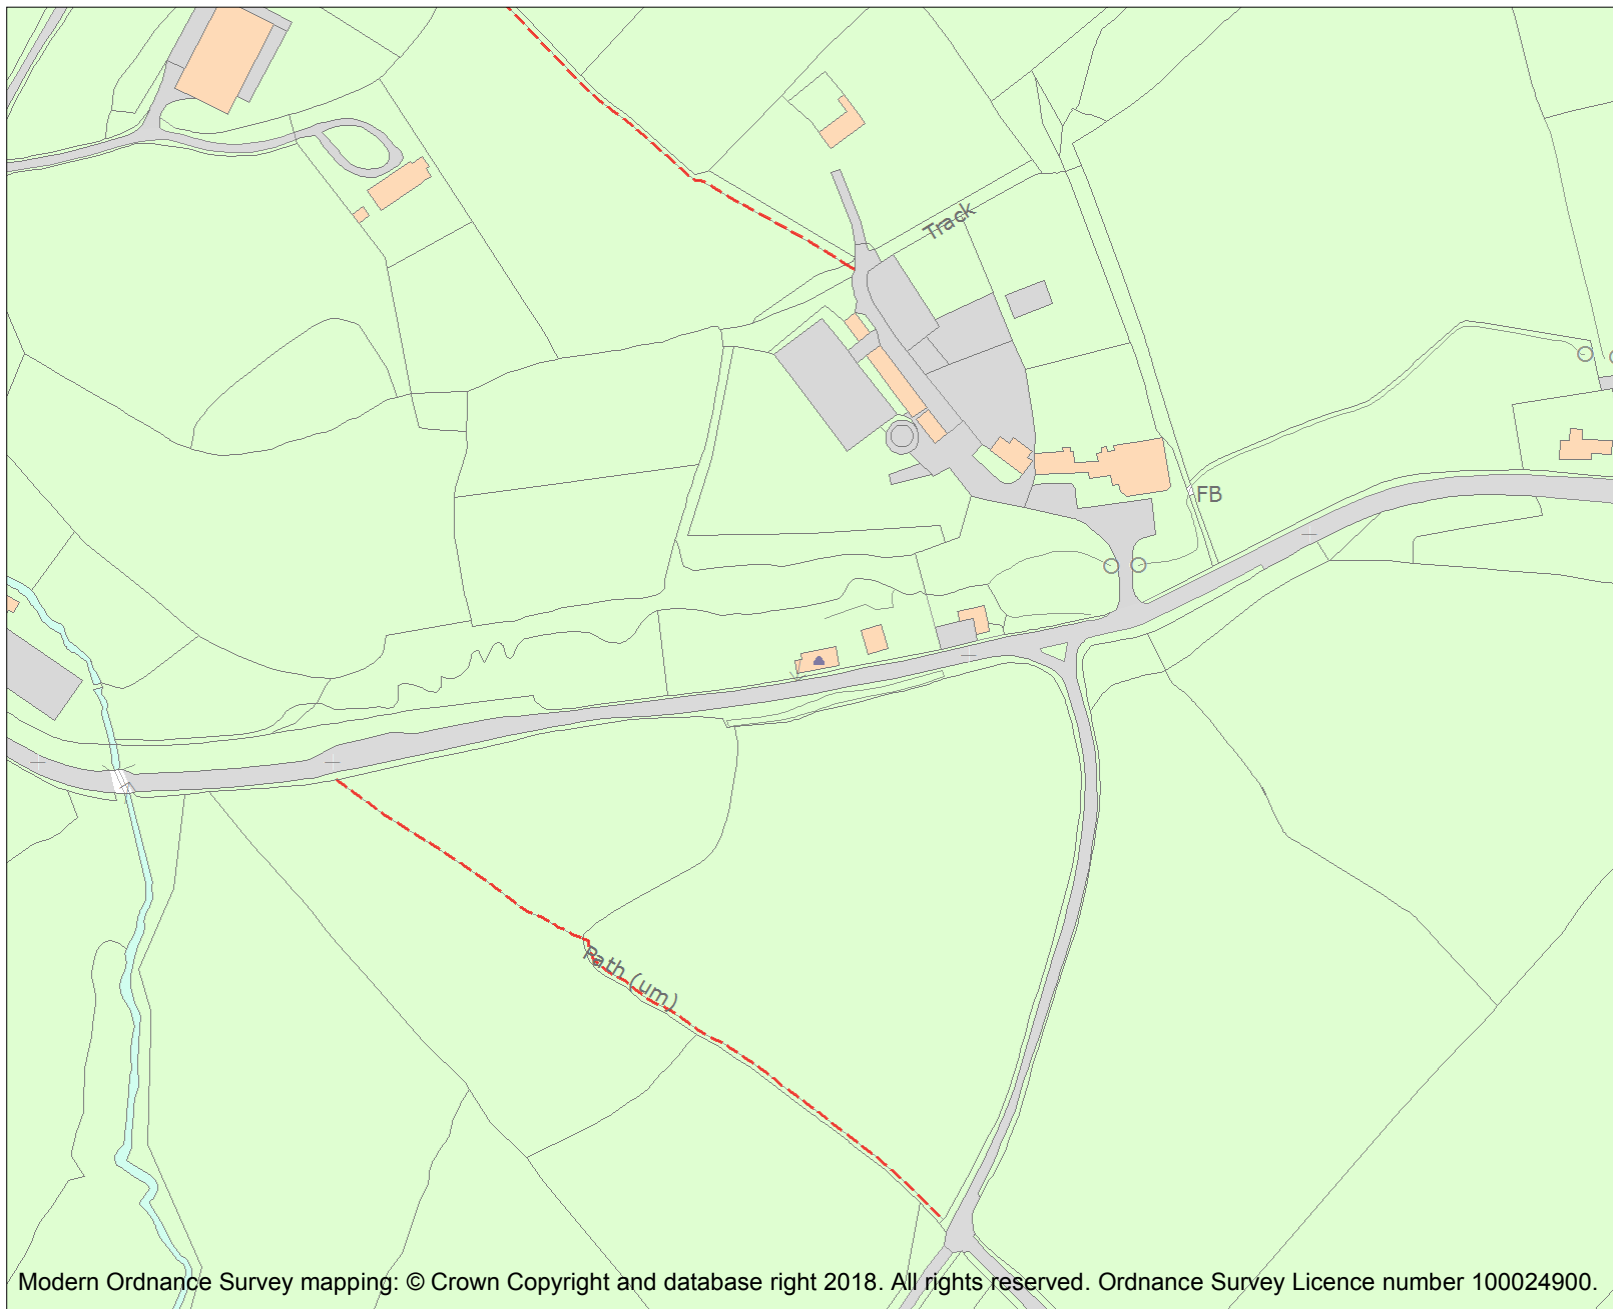 Track
FB
Path (um)
Modern Ordnance Survey mapping: © Crown Copyright and database right 2018. All rights reserved. Ordnance Survey Licence number 100024900.